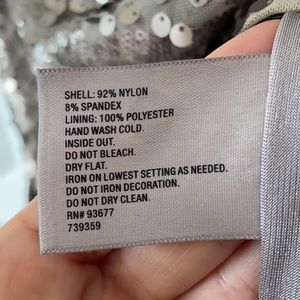 SHELL: 92% NYLON
8% SPANDEX
LINING: 100% POLYESTER
HAND WASH COLD.
INSIDE OUT.
DO NOT BLEACH.
DRY FLAT.
IRON ON LOWEST SETTING AS NEEDED.
DO NOT IRON DECORATION.
DO NOT DRY CLEAN.
RN# 93677
739359